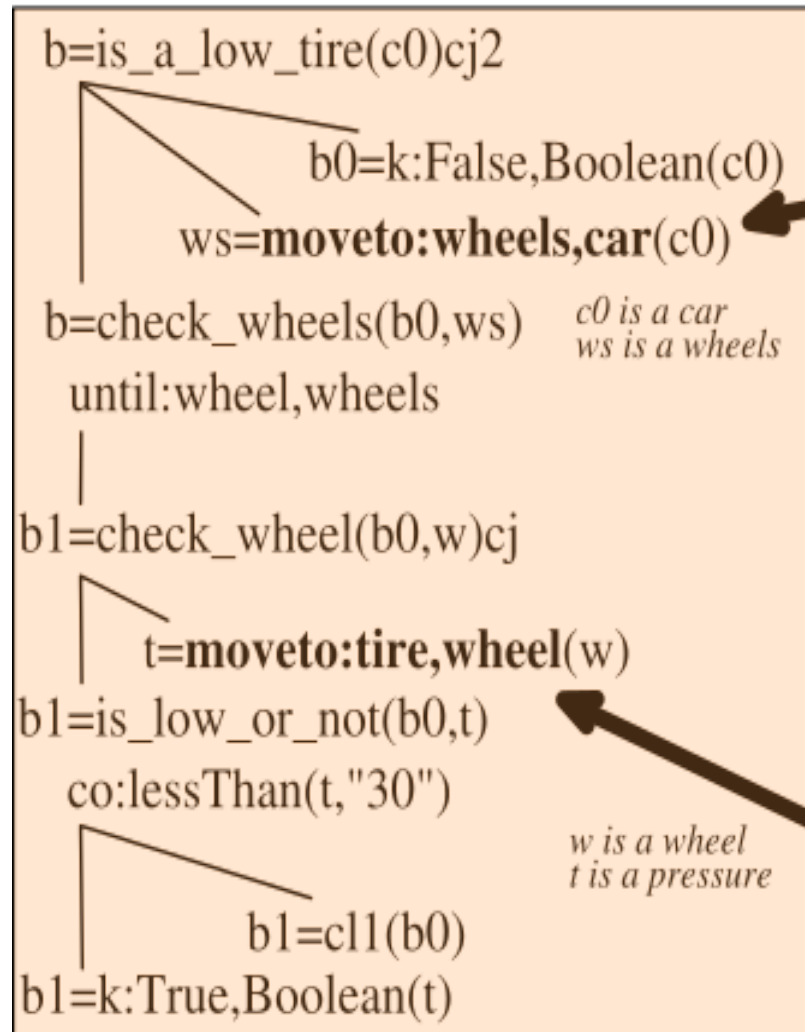 b=is_a_low_tire(c0)cj2
b0=k:False,Boolean(c0)
ws=moveto:wheels,car(c0)
b=check_wheels(b0,ws)
c0 is a car
ws is a wheels
until:wheel,wheels
b1=check_wheel(b0,w)cj
t=moveto:tire,wheel(w)
b1=is_low_or_not(b0,t)
co:lessThan(t,"30")
w is a wheel
t is a pressure
b1=cl1(b0)
b1=k:True,Boolean(t)